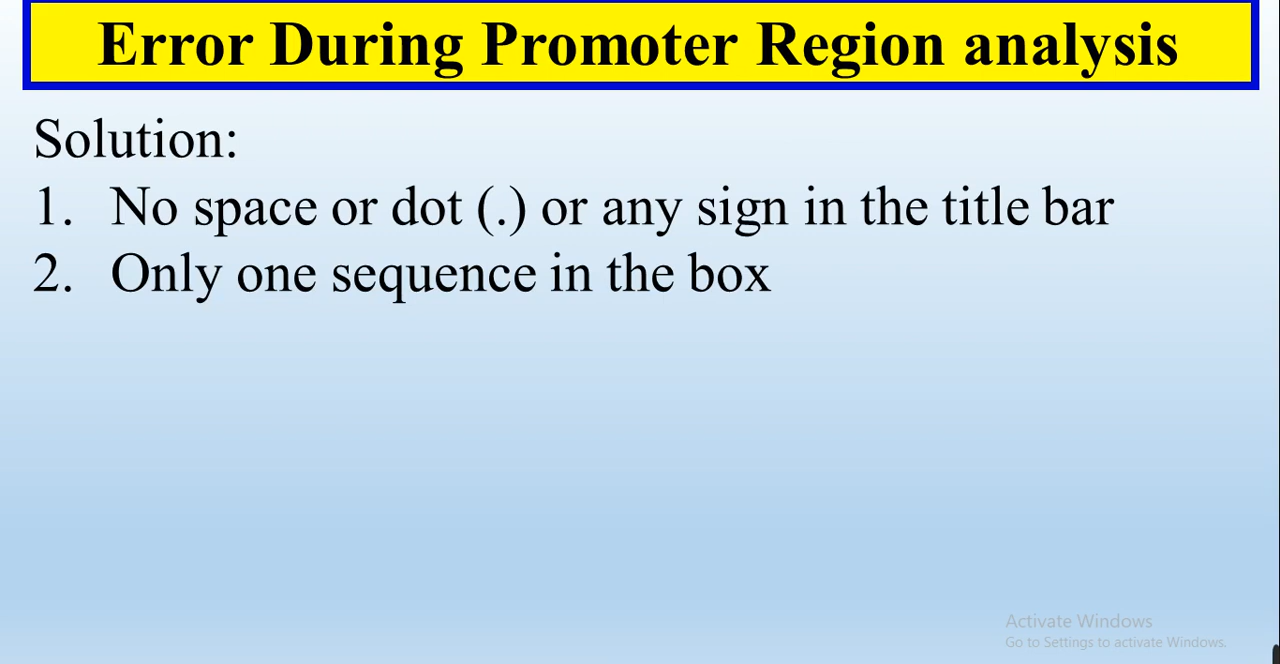 Error During Promoter Region analysis
Solution:
1. No space or dot (.) or any sign in the title bar
2. Only one sequence in the box
Activate Windows
Go to Settings to activate Windows.